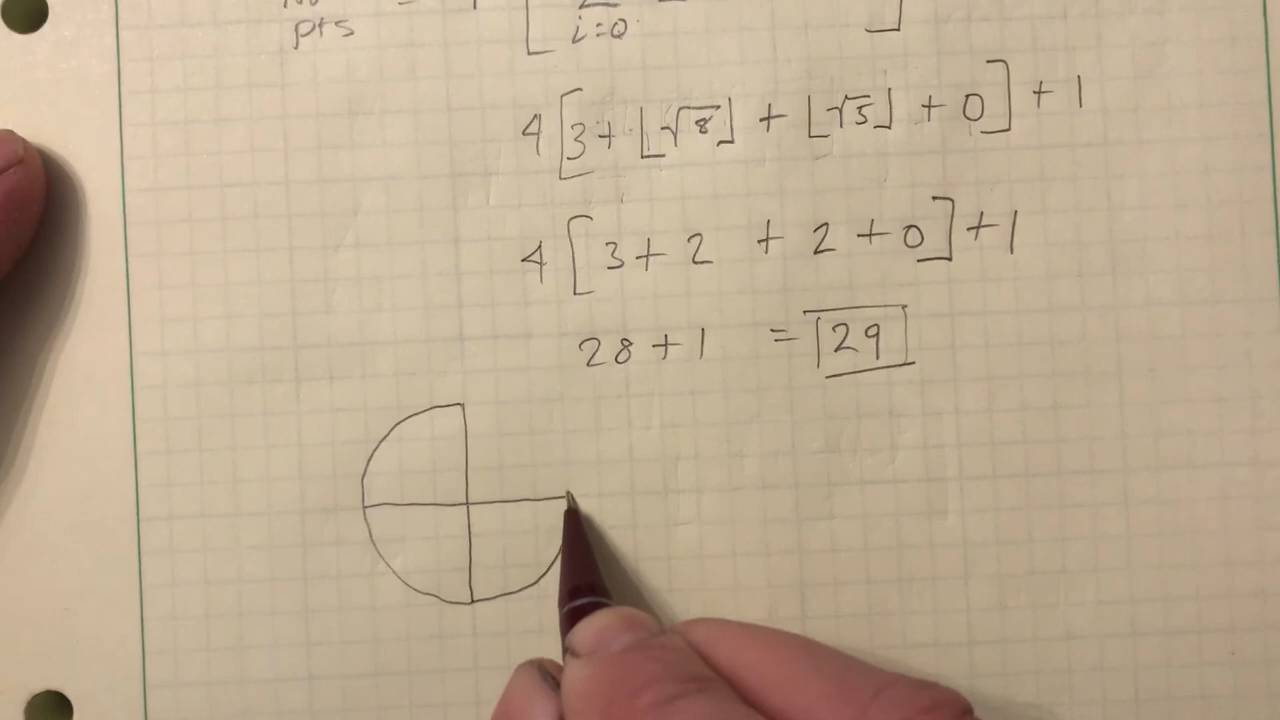 pts = [ i=0 ]
4[3+⌊√8⌋ + ⌊√5⌋ + 0] + 1
4[3+2 + 2+0] + 1
28+1 = 29